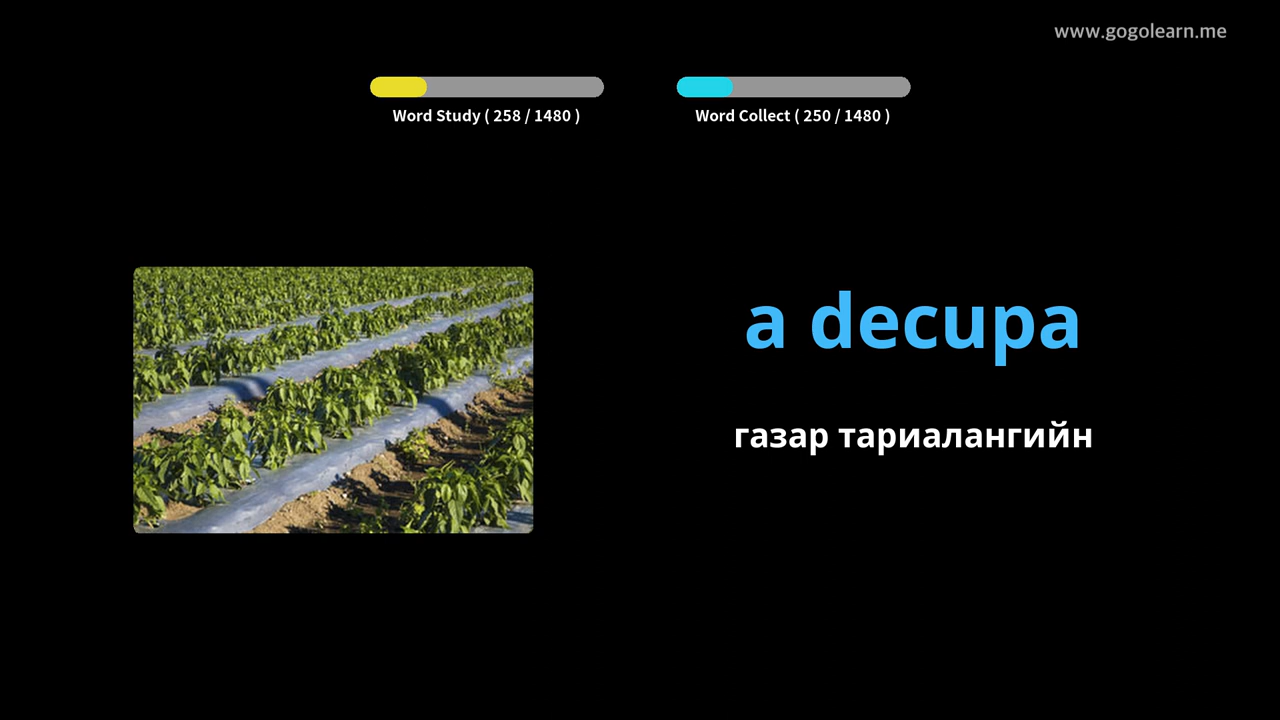 www.gogolearn.me
Word Study ( 258 / 1480 )
Word Collect ( 250 / 1480 )
a decupa
газар тариалангийн